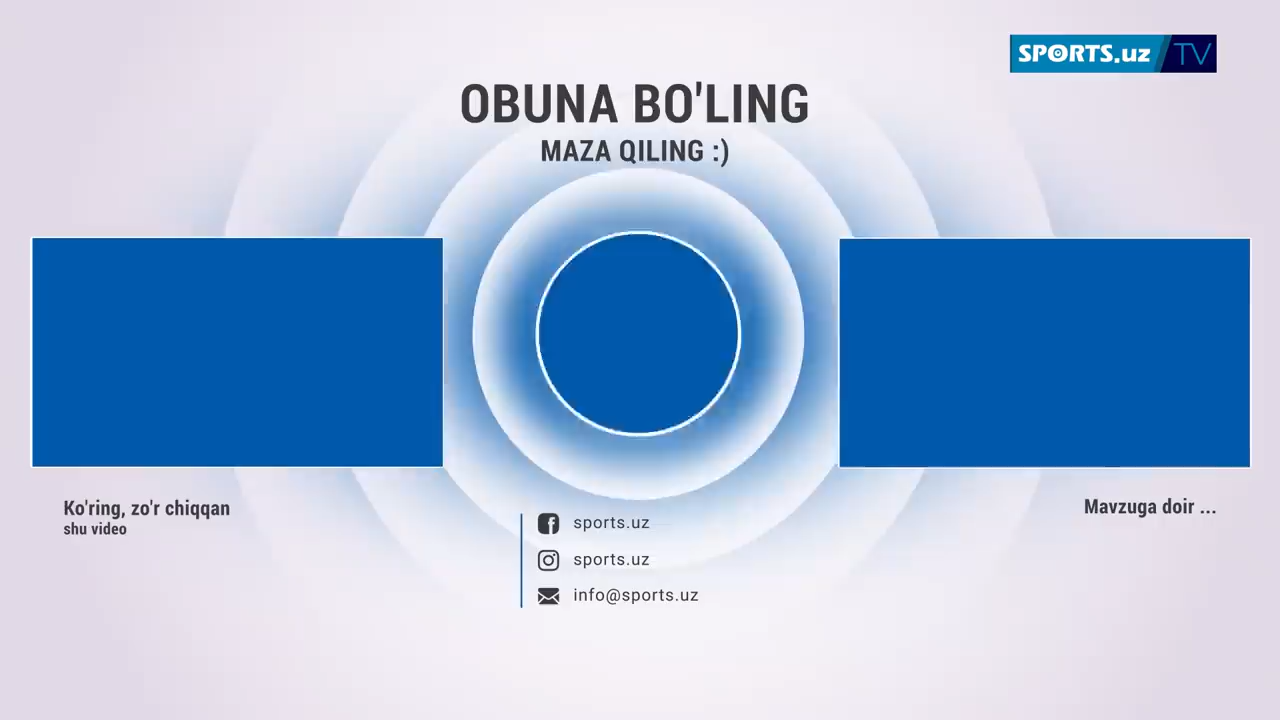 SPORTS.uz TV
OBUNA BO'LING
MAZA QILING :)
Ko'ring, zo'r chiqqan
shu video
Mavzuga doir ...
sports.uz
sports.uz
info@sports.uz